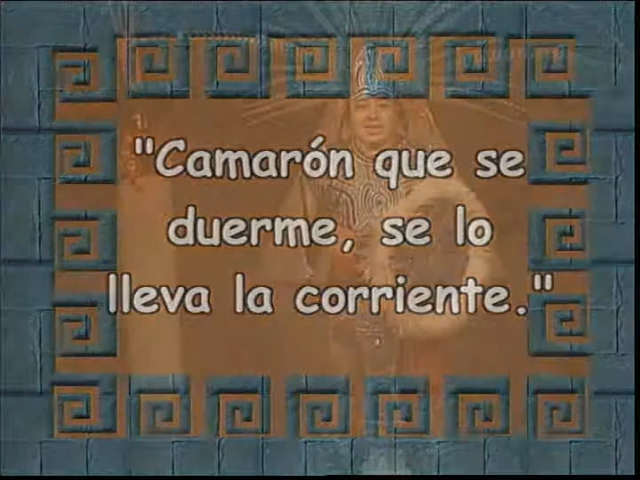 "Camarón que se
duerme, se lo
lleva la corriente."